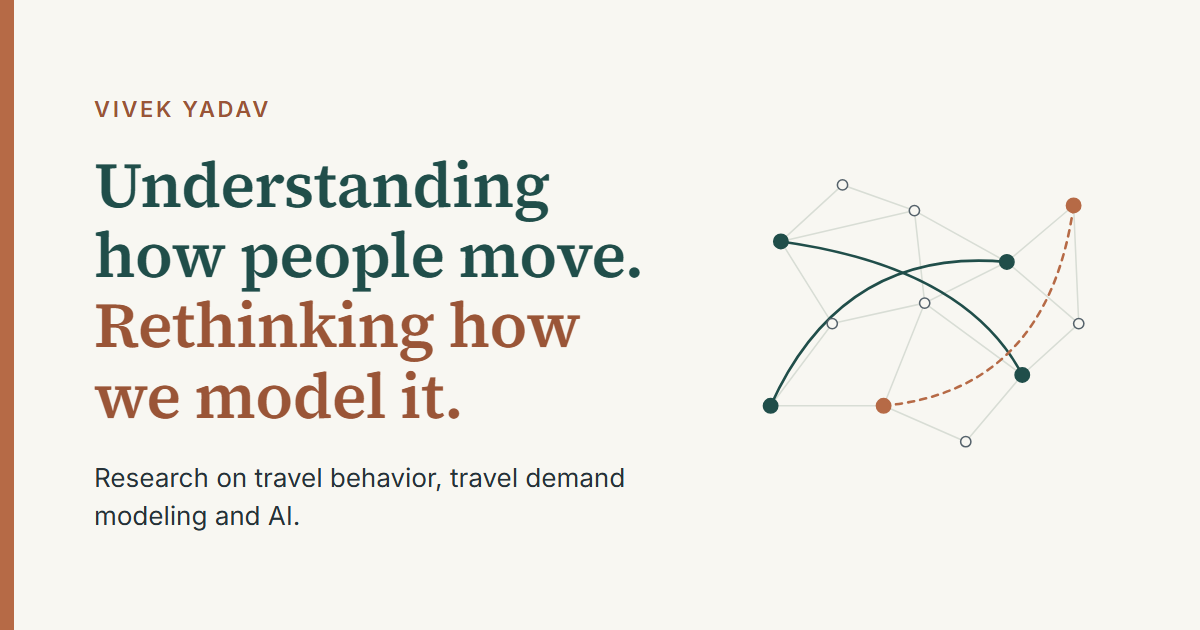 VIVEK YADAV
Understanding
how people move.
Rethinking how
we model it.
Research on travel behavior, travel demand
modeling and AI.